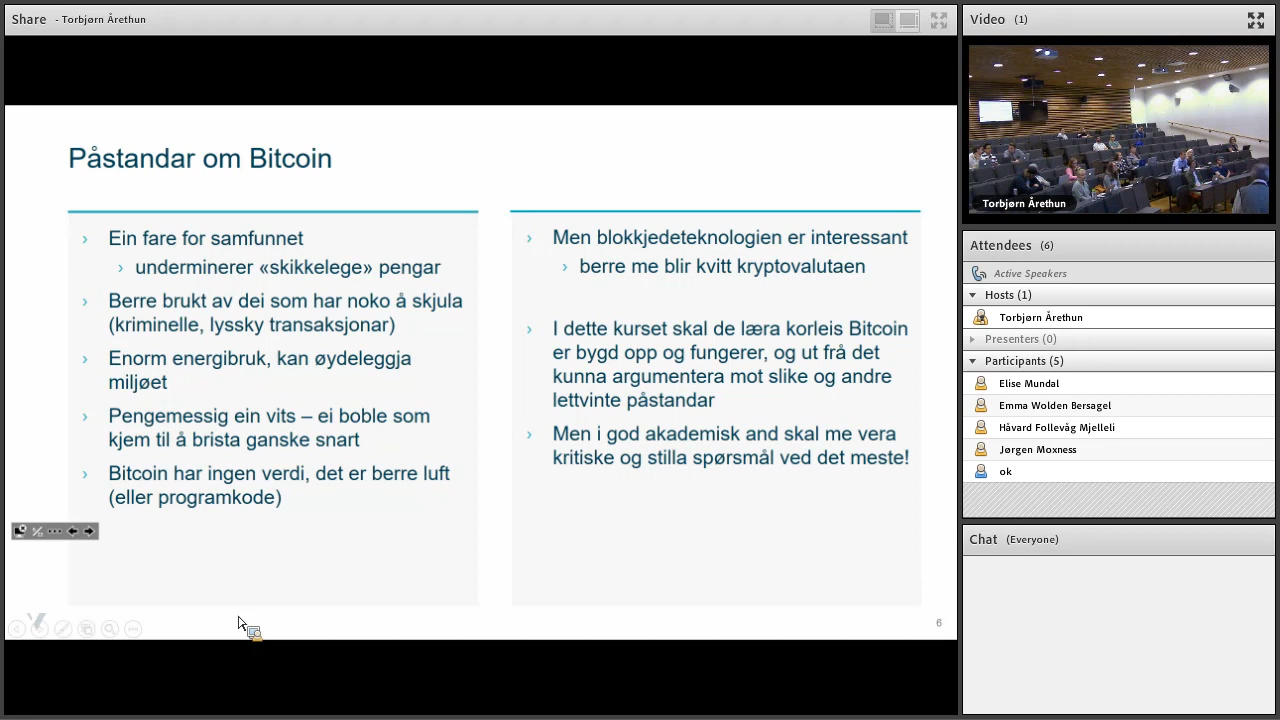 Share - Torbjørn Årethun
Påstandar om Bitcoin
› Ein fare for samfunnet
› underminerer «skikkelege» pengar
› Berre brukt av dei som har noko å skjula
(kriminelle, lyssky transaksjonar)
› Enorm energibruk, kan øydeleggja
miljøet
› Pengemessig ein vits – ei boble som
kjem til å brista ganske snart
› Bitcoin har ingen verdi, det er berre luft
(eller programkode)
› Men blokkjedeteknologien er interessant
› berre me blir kvitt kryptovalutaen
› I dette kurset skal de læra korleis Bitcoin
er bygd opp og fungerer, og ut frå det
kunna argumentera mot slike og andre
lettvinte påstandar
› Men i god akademisk and skal me vera
kritiske og stilla spørsmål ved det meste!
6
Video (1)
Torbjørn Årethun
Attendees (6)
Active Speakers
Hosts (1)
Torbjørn Årethun
Presenters (0)
Participants (5)
Elise Mundal
Emma Wolden Bersagel
Håvard Follevåg Mjelleli
Jørgen Moxness
ok
Chat (Everyone)